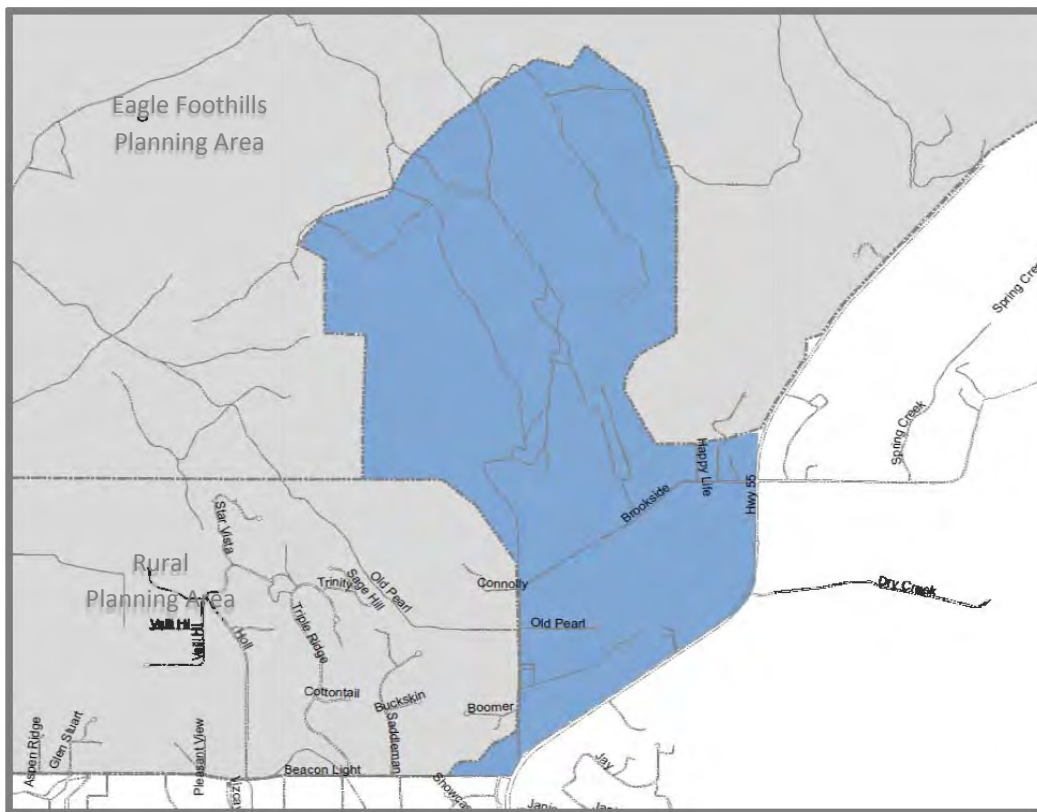 Eagle Foothills
Planning Area
Spring Creek
Spring Creek
Happy Life
Hwy 55
Brookside
Star Vista
Rural
Planning Area
Trinity
Sage Hill
Old Pearl
Connolly
Dry Creek
Old Pearl
Holl
Triple Ridge
Cottontail
Buckskin
Saddleman
Boomer
Aspen Ridge
Glen Stuart
Pleasant View
Beacon Light
Jay